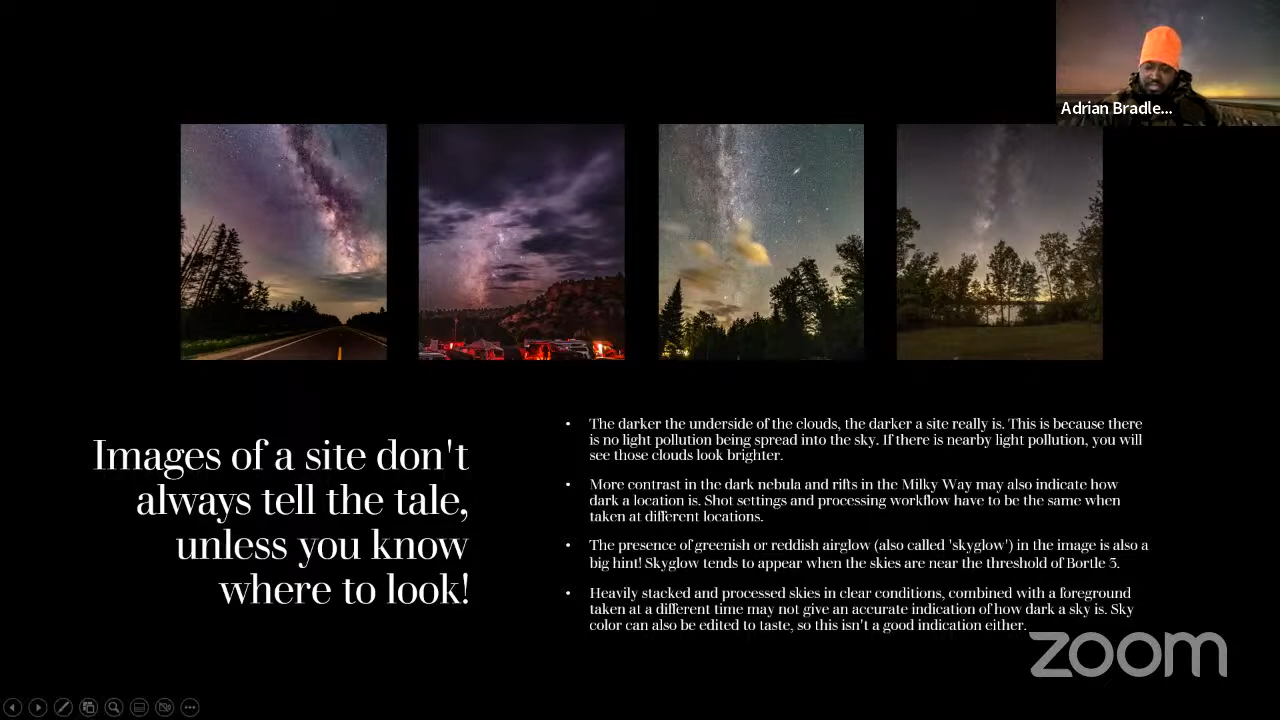 Adrian Bradle...
Images of a site don't
always tell the tale,
unless you know
where to look!
• The darker the underside of the clouds, the darker a site really is. This is because there
is no light pollution being spread into the sky. If there is nearby light pollution, you will
see those clouds look brighter.
• More contrast in the dark nebula and rifts in the Milky Way may also indicate how
dark a location is. Shot settings and processing workflow have to be the same when
taken at different locations.
• The presence of greenish or reddish airglow (also called 'skyglow') in the image is also a
big hint! Skyglow tends to appear when the skies are near the threshold of Bortle 3.
• Heavily stacked and processed skies in clear conditions, combined with a foreground
taken at a different time may not give an accurate indication of how dark a sky is. Sky
color can also be edited to taste, so this isn't a good indication either.
zoom